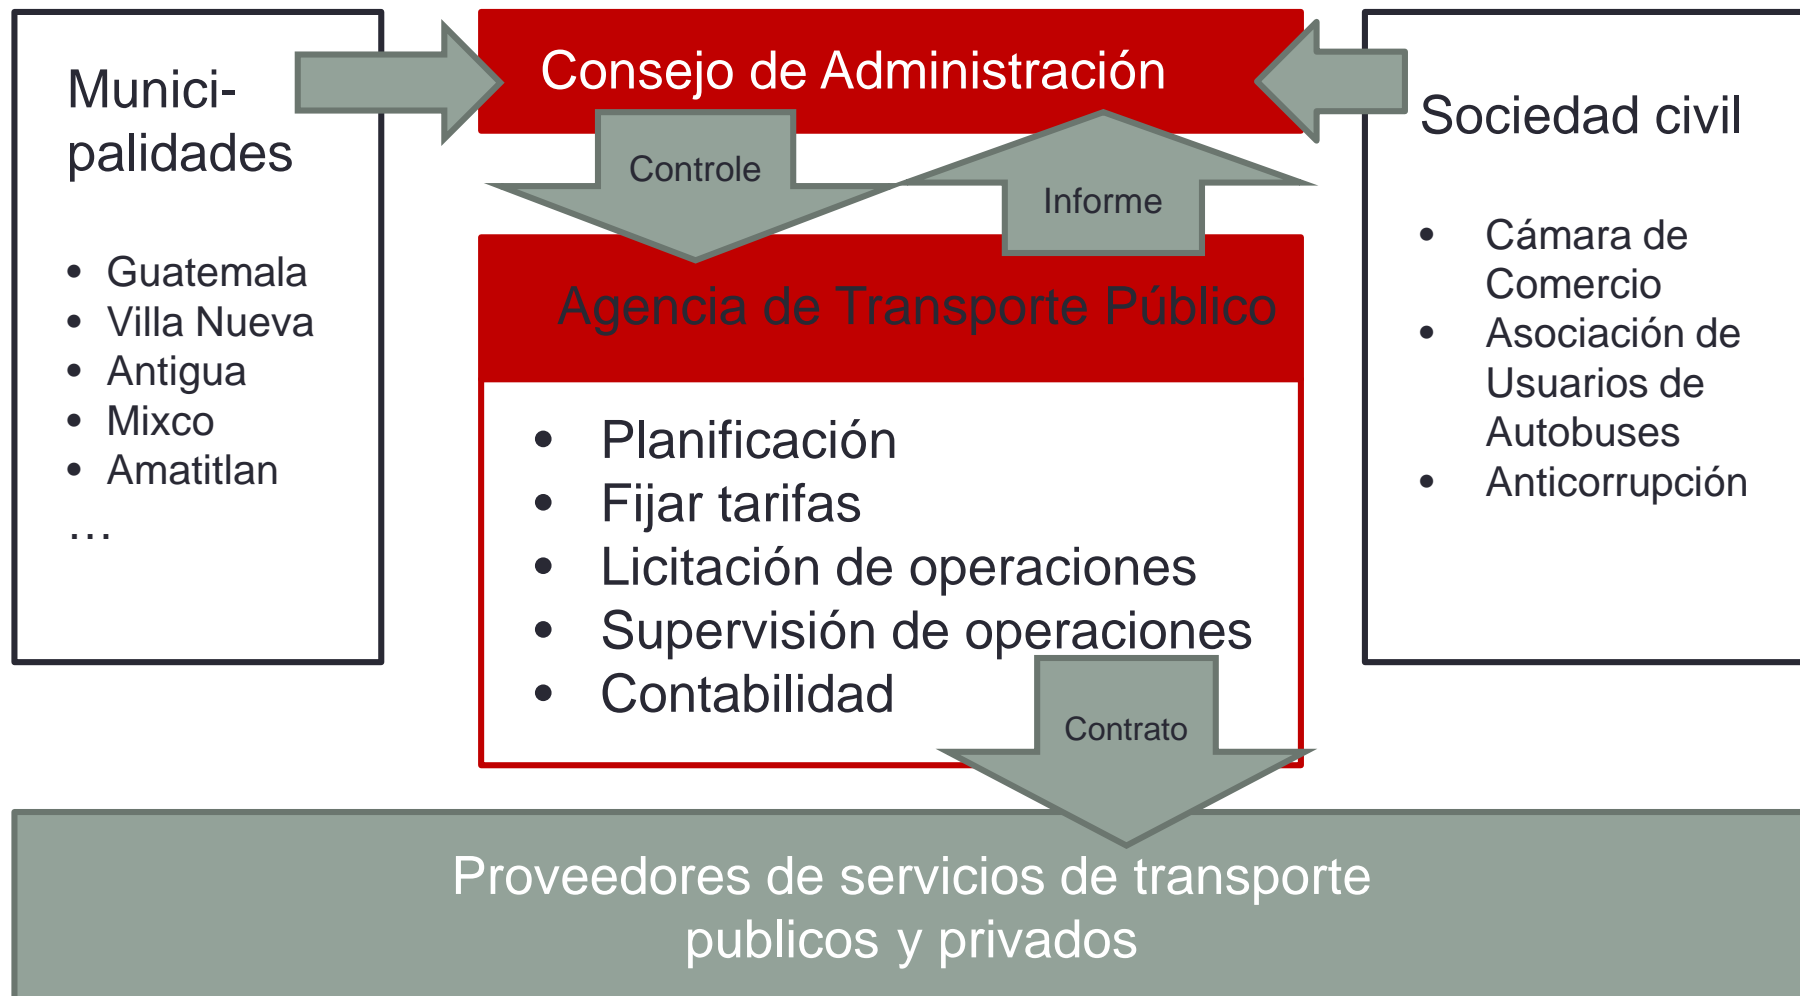 Munici-
palidades
• Guatemala
• Villa Nueva
• Antigua
• Mixco
• Amatitlan
…
Consejo de Administración
Controle
Informe
Agencia de Transporte Público
• Planificación
• Fijar tarifas
• Licitación de operaciones
• Supervisión de operaciones
• Contabilidad
Contrato
Sociedad civil
• Cámara de
Comercio
• Asociación de
Usuarios de
Autobuses
• Anticorrupción
Proveedores de servicios de transporte
publicos y privados